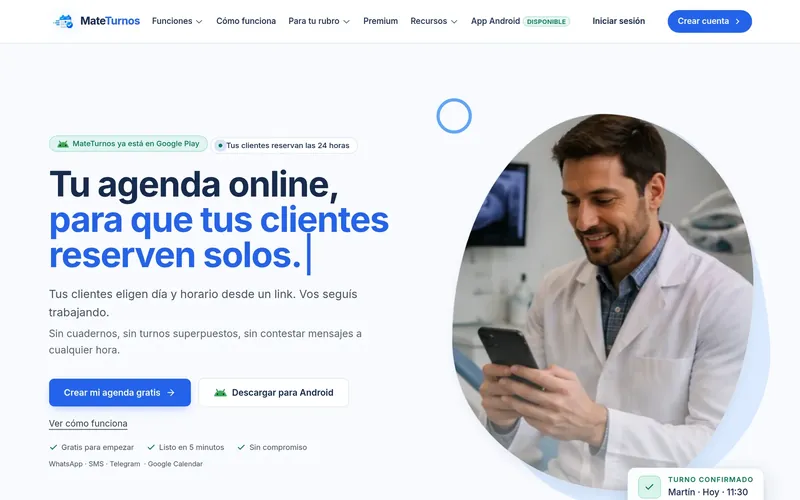 MateTurnos
Funciones
Cómo funciona
Para tu rubro
Premium
Recursos
App Android DISPONIBLE
Iniciar sesión
Crear cuenta
MateTurnos ya está en Google Play
Tus clientes reservan las 24 horas
Tu agenda online,
para que tus clientes
reserven solos.
Tus clientes eligen día y horario desde un link. Vos seguís
trabajando.
Sin cuadernos, sin turnos superpuestos, sin contestar mensajes a
cualquier hora.
Crear mi agenda gratis
Descargar para Android
Ver cómo funciona
Gratis para empezar
Listo en 5 minutos
Sin compromiso
WhatsApp · SMS · Telegram · Google Calendar
TURNO CONFIRMADO
Martín · Hoy · 11:30